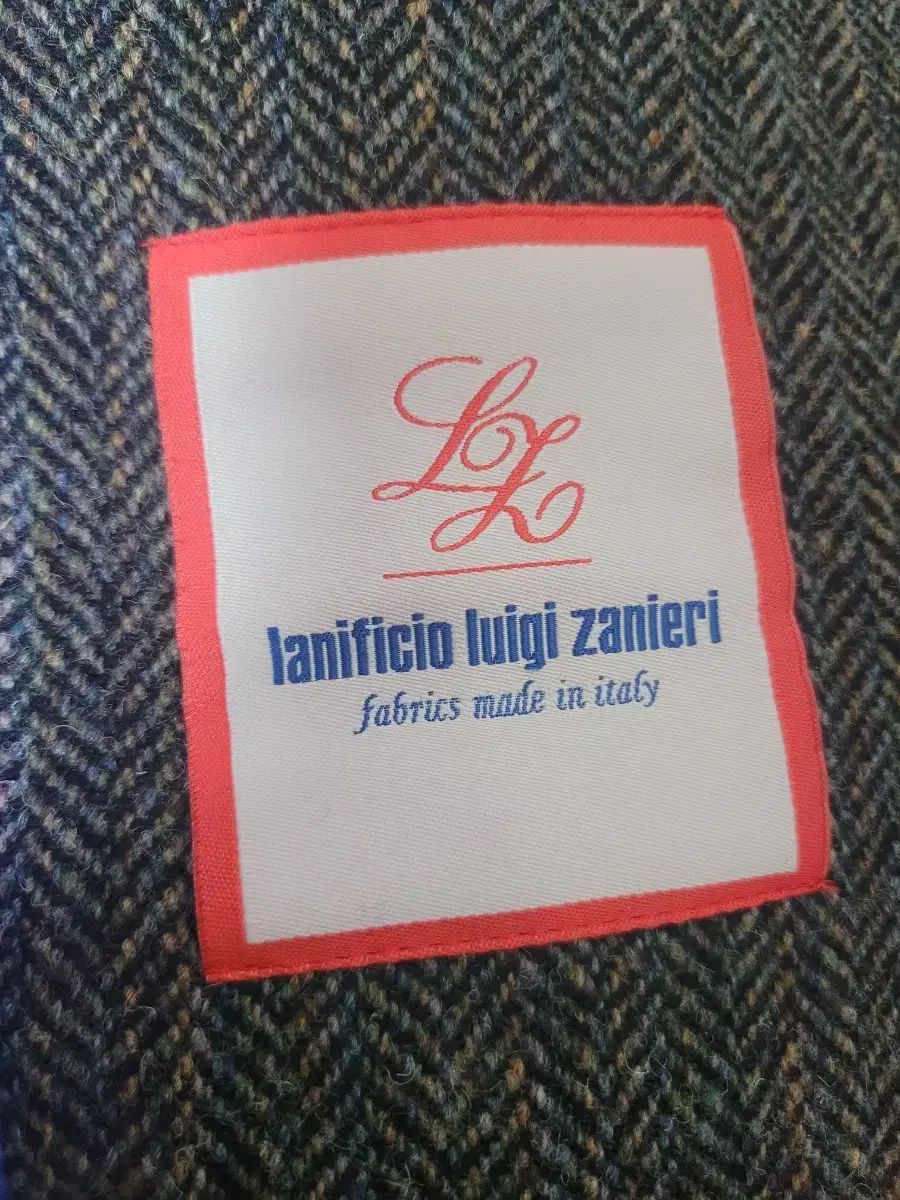 LZ
lanificio luigi zanieri
fabrics made in italy